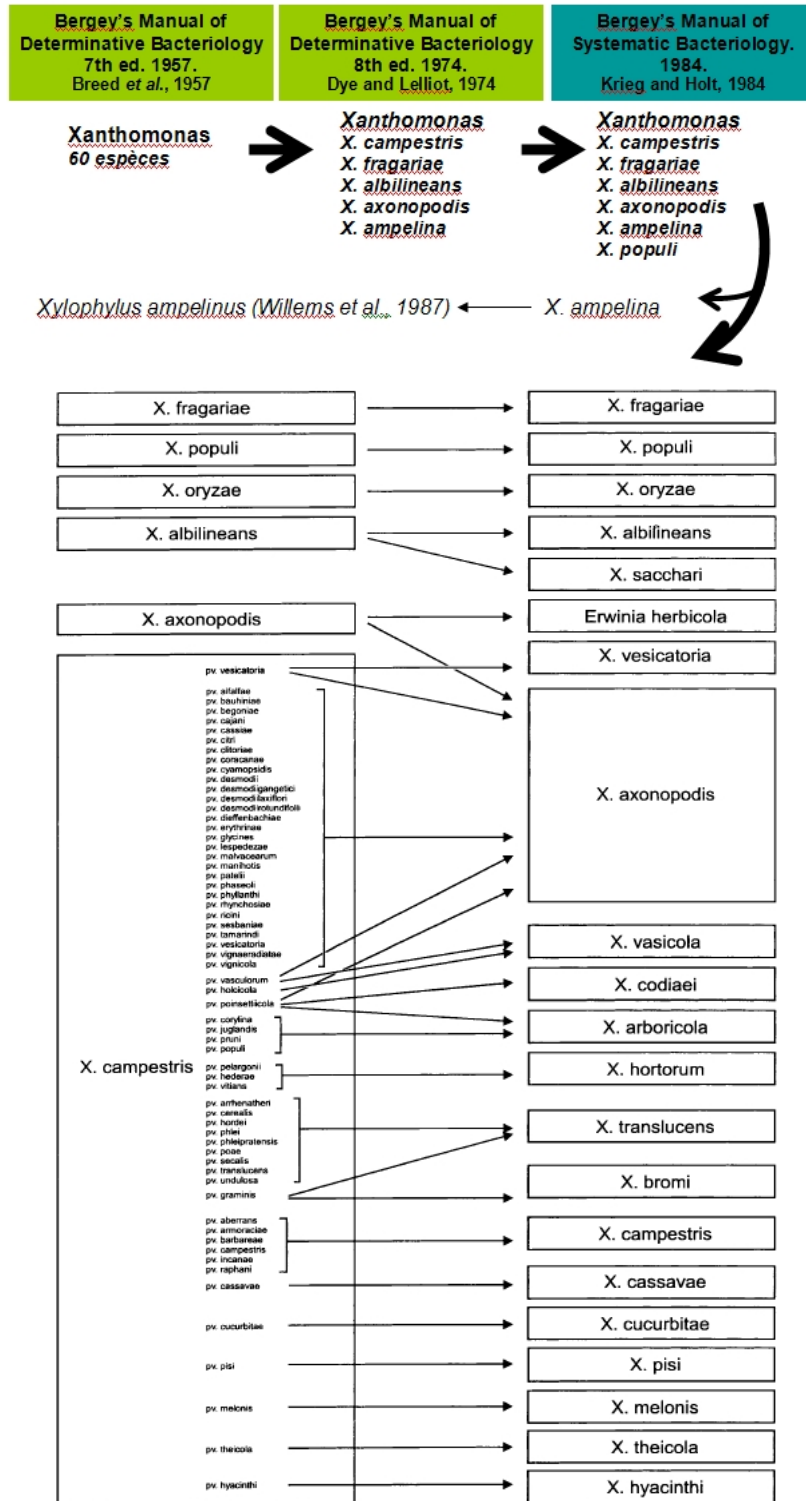 Bergey's Manual of
Determinative Bacteriology
7th ed. 1957.
Breed et al., 1957
Bergey's Manual of
Determinative Bacteriology
8th ed. 1974.
Dye and Lelliot, 1974
Bergey's Manual of
Systematic Bacteriology.
1984.
Krieg and Holt, 1984
Xanthomonas
60 espèces
Xanthomonas
X. campestris
X. fragariae
X. albilineans
X. axonopodis
X. ampelina
Xanthomonas
X. campestris
X. fragariae
X. albilineans
X. axonopodis
X. ampelina
X. populi
Xylophylus ampelinus (Willems et al., 1987)
X. ampelina
X. fragariae
X. populi
X. oryzae
X. albilineans
X. axonopodis
X. campestris
pv. vesicatoria
pv. alfalfae
pv. bauhiniae
pv. begoniae
pv. cajani
pv. cassiae
pv. citri
pv. clitoriae
pv. coracanae
pv. cyamopsidis
pv. desmodii
pv. desmodiigangetici
pv. desmodiilaxiflori
pv. desmodiirotundifolii
pv. dieffenbachiae
pv. erythrinae
pv. glycines
pv. lespedezae
pv. malvacearum
pv. manihotis
pv. patelii
pv. phaseoli
pv. phyllanthi
pv. rhynchosiae
pv. ricini
pv. sesbaniae
pv. tamarindi
pv. vesicatoria
pv. vignaeradiatae
pv. vignicola
pv. vasculorum
pv. holcicola
pv. poinsettiicola
pv. corylina
pv. juglandis
pv. pruni
pv. populi
pv. pelargonii
pv. hederae
pv. vitians
pv. arrhenatheri
pv. cerealis
pv. hordei
pv. phlei
pv. phleipratensis
pv. poae
pv. secalis
pv. translucens
pv. undulosa
pv. graminis
pv. aberrans
pv. armoraciae
pv. barbareae
pv. campestris
pv. incanae
pv. raphani
pv. cassavae
pv. cucurbitae
pv. pisi
pv. melonis
pv. theicola
pv. hyacinthi
X. fragariae
X. populi
X. oryzae
X. albilineans
X. sacchari
Erwinia herbicola
X. vesicatoria
X. axonopodis
X. vasicola
X. codiaei
X. arboricola
X. hortorum
X. translucens
X. bromi
X. campestris
X. cassavae
X. cucurbitae
X. pisi
X. melonis
X. theicola
X. hyacinthi